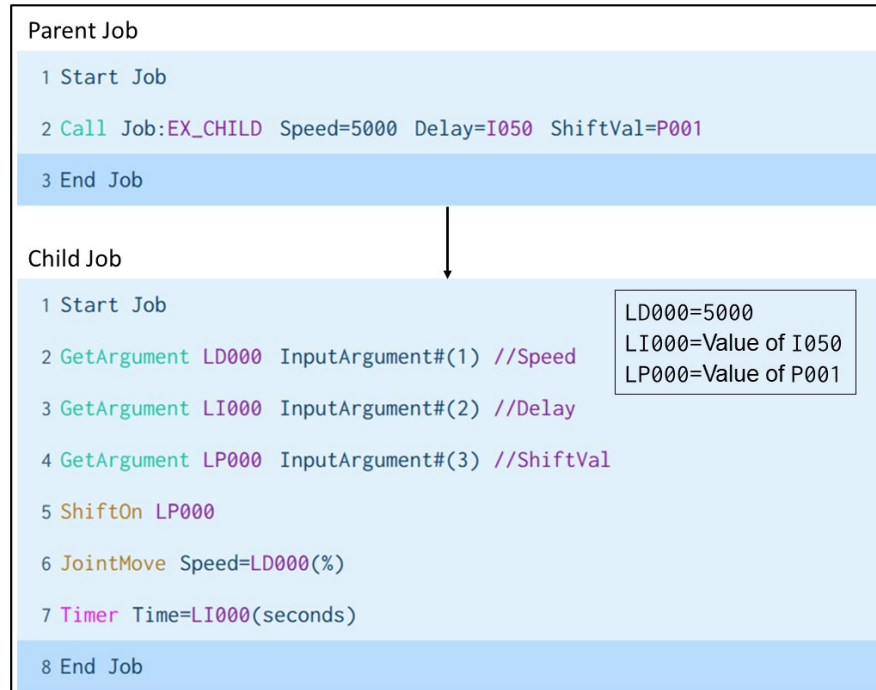 Parent Job
1 Start Job
2 Call Job:EX_CHILD Speed=5000 Delay=I050 ShiftVal=P001
3 End Job
Child Job
1 Start Job
2 GetArgument LD000 InputArgument#(1) //Speed
3 GetArgument LI000 InputArgument#(2) //Delay
4 GetArgument LP000 InputArgument#(3) //ShiftVal
5 ShiftOn LP000
6 JointMove Speed=LD000(%)
7 Timer Time=LI000(seconds)
8 End Job
LD000=5000
LI000=Value of I050
LP000=Value of P001